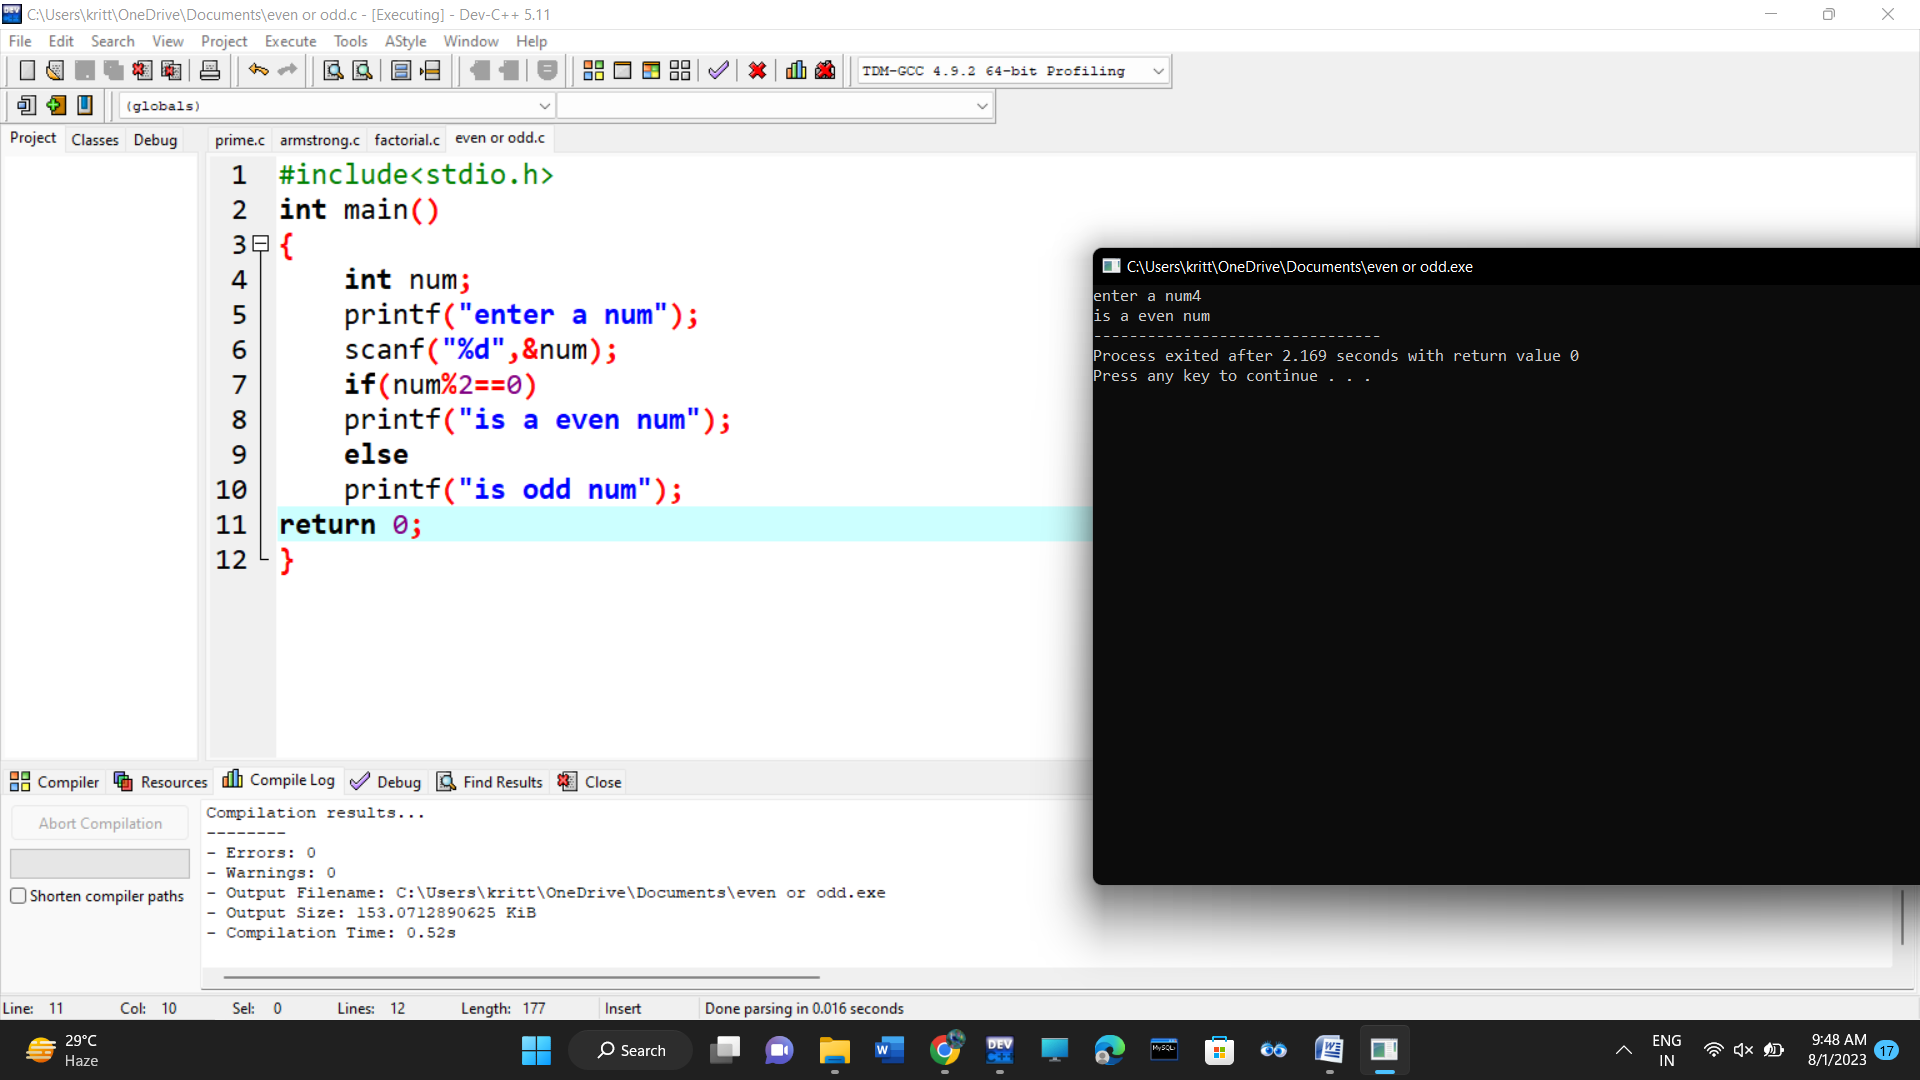 C:\Users\kritt\OneDrive\Documents\even or odd.c - [Executing] - Dev-C++ 5.11
File Edit Search View Project Execute Tools AStyle Window Help
TDM-GCC 4.9.2 64-bit Profiling
(globals)
Project Classes Debug
prime.c armstrong.c factorial.c even or odd.c
1 #include<stdio.h>
2 int main()
3 {
4 int num;
5 printf("enter a num");
6 scanf("%d",&num);
7 if(num%2==0)
8 printf("is a even num");
9 else
10 printf("is odd num");
11 return 0;
12 }
C:\Users\kritt\OneDrive\Documents\even or odd.exe
enter a num4
is a even num
--------------------------------
Process exited after 2.169 seconds with return value 0
Press any key to continue . . .
Compiler Resources Compile Log Debug Find Results Close
Abort Compilation
Shorten compiler paths
Compilation results...
--------
- Errors: 0
- Warnings: 0
- Output Filename: C:\Users\kritt\OneDrive\Documents\even or odd.exe
- Output Size: 153.0712890625 KiB
- Compilation Time: 0.52s
Line: 11 Col: 10 Sel: 0 Lines: 12 Length: 177 Insert Done parsing in 0.016 seconds
29°C
Haze
Search
DEV
C++
W
MySQL
ENG
IN
9:48 AM
8/1/2023
17